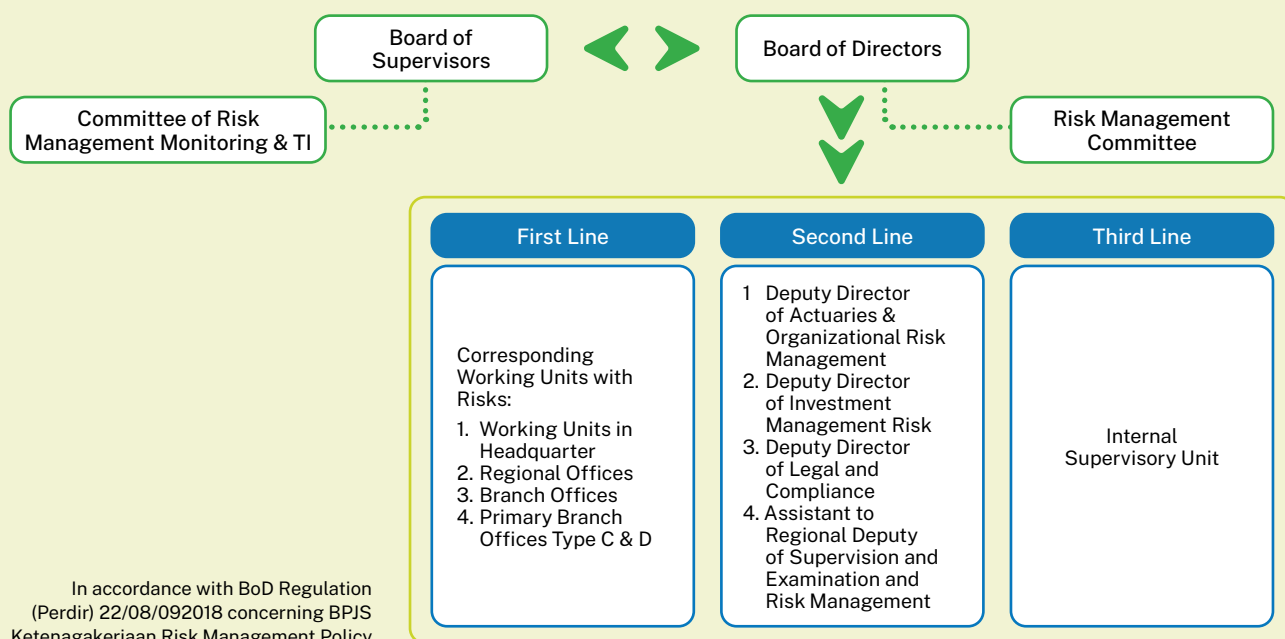 Board of
Supervisors
Board of Directors
Committee of Risk
Management Monitoring & TI
Risk Management
Committee
First Line
Corresponding
Working Units with
Risks:
1. Working Units in
Headquarter
2. Regional Offices
3. Branch Offices
4. Primary Branch
Offices Type C & D
Second Line
1 Deputy Director
of Actuaries &
Organizational Risk
Management
2. Deputy Director
of Investment
Management Risk
3. Deputy Director
of Legal and
Compliance
4. Assistant to
Regional Deputy
of Supervision and
Examination and
Risk Management
Third Line
Internal
Supervisory Unit
In accordance with BoD Regulation
(Perdir) 22/08/092018 concerning BPJS
Ketenagakerjaan Risk Management Policy